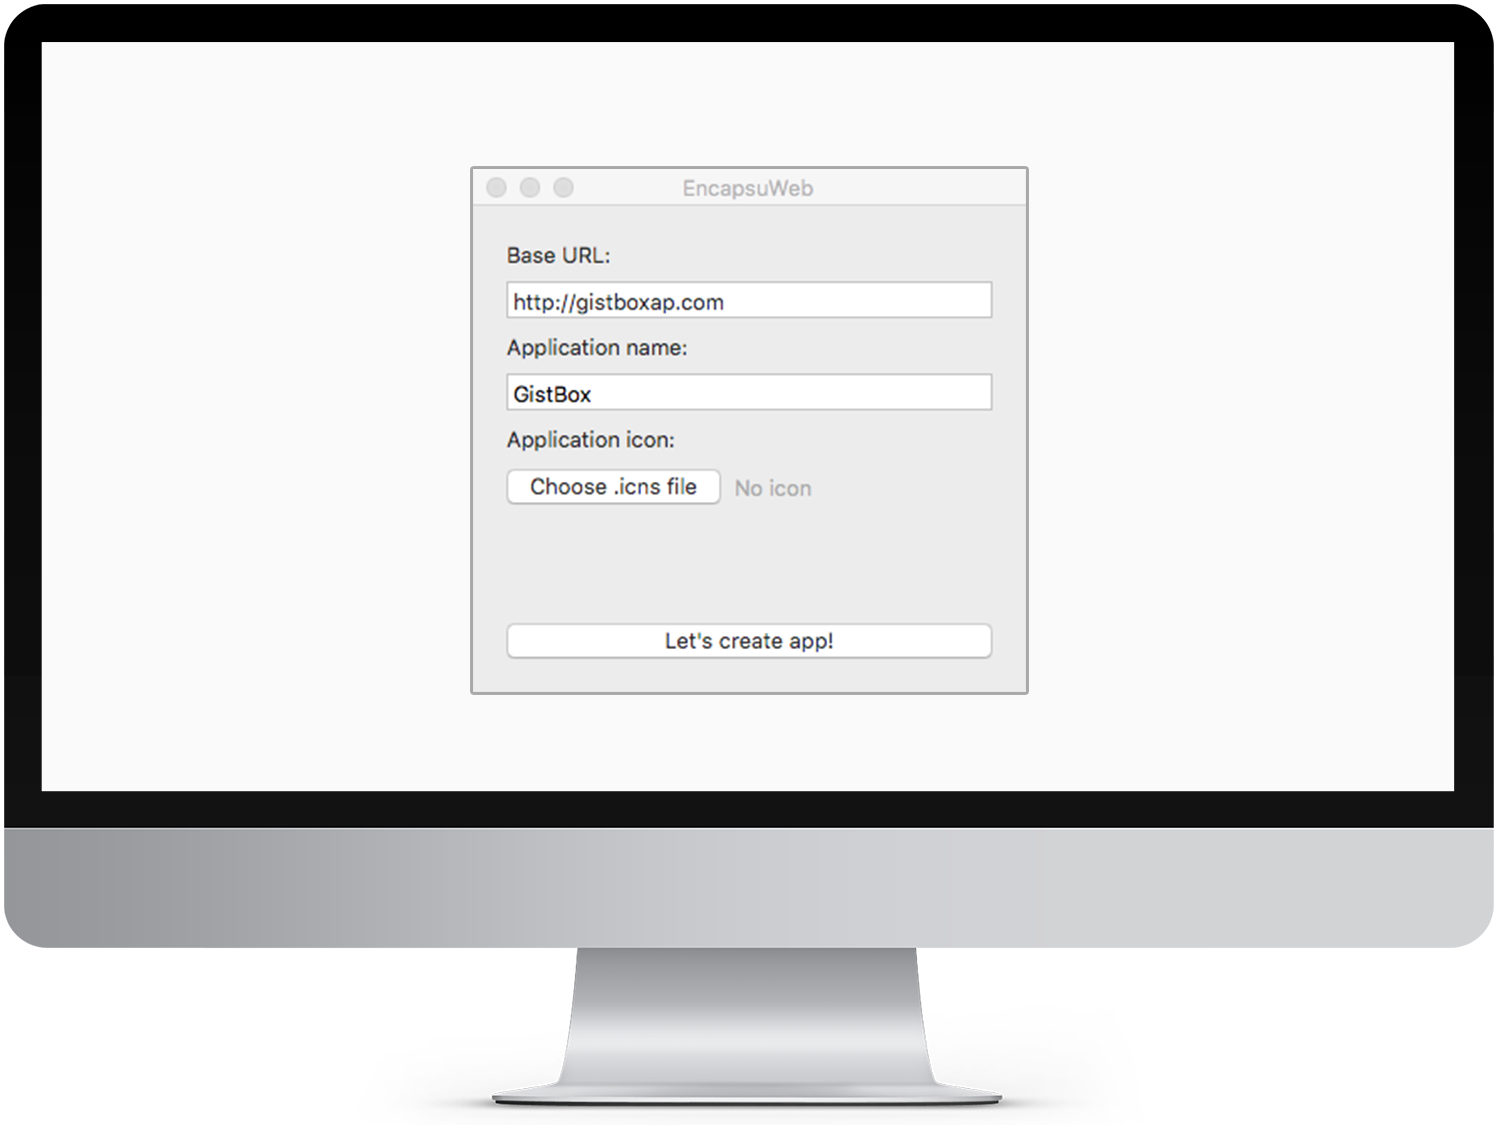 EncapsuWeb
Base URL:
http://gistboxap.com
Application name:
GistBox
Application icon:
Choose .icns file No icon
Let's create app!